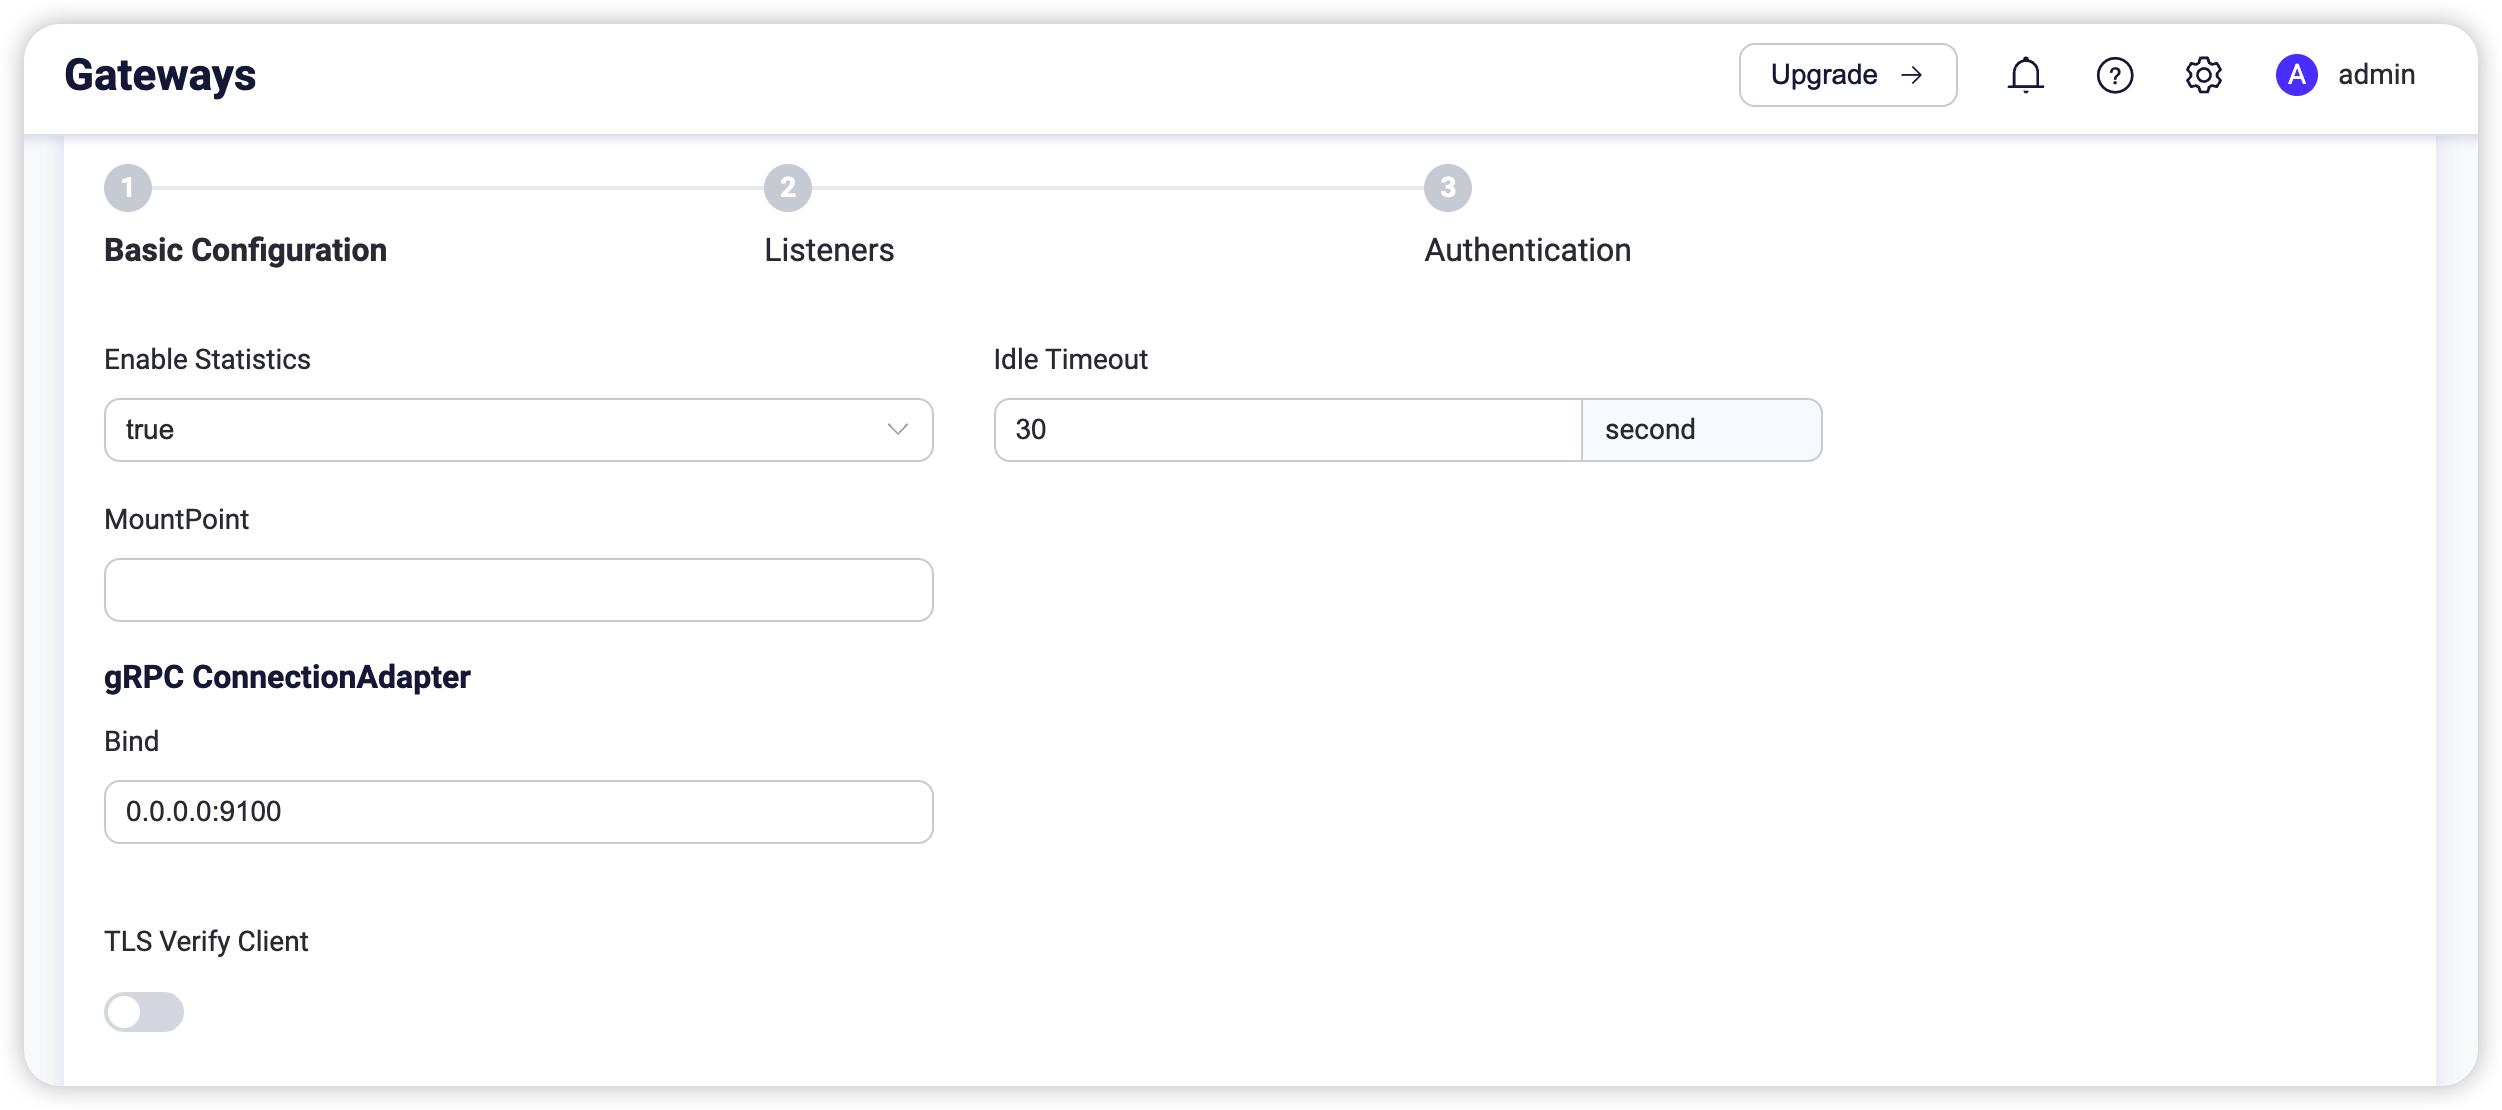 Gateways
Upgrade →
?
A
admin
1
2
3
Basic Configuration
Listeners
Authentication
Enable Statistics
Idle Timeout
true
30
second
MountPoint
gRPC ConnectionAdapter
Bind
0.0.0.0:9100
TLS Verify Client